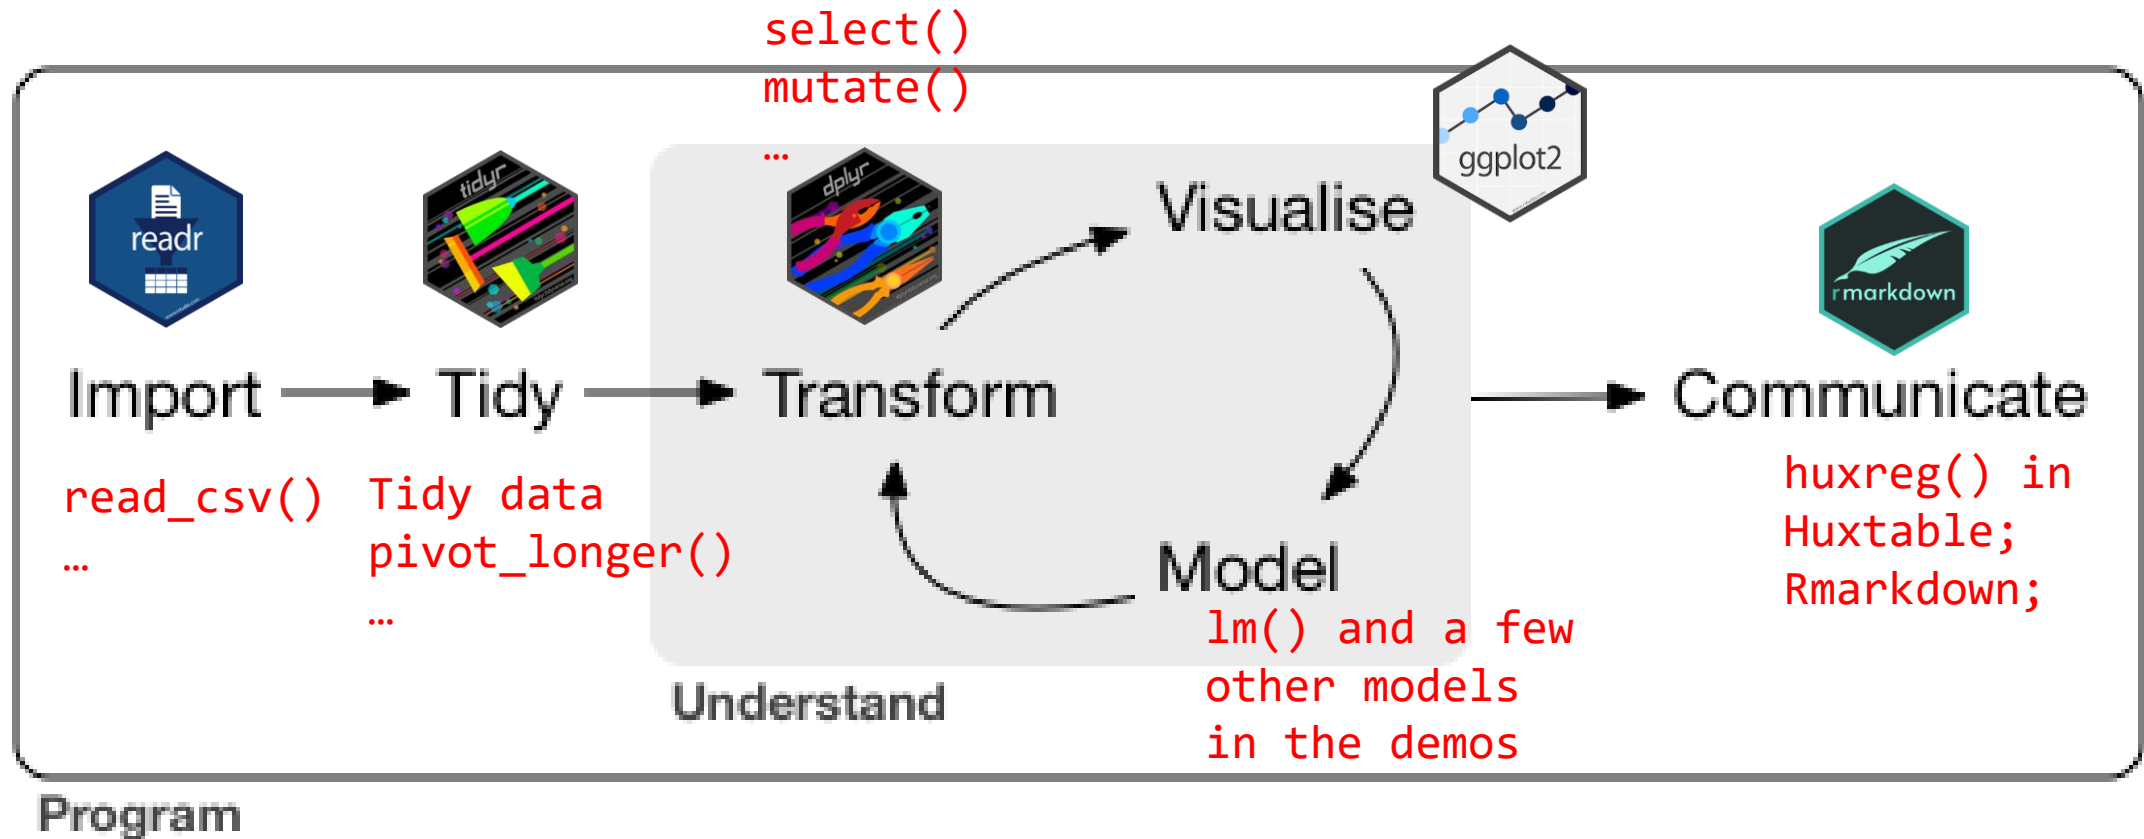 select()
mutate()
…
readr
tidyr
dplyr
ggplot2
rmarkdown
Visualise
Import
Tidy
Transform
Communicate
read_csv()
…
Tidy data
pivot_longer()
…
Model
lm() and a few
other models
in the demos
huxreg() in
Huxtable;
Rmarkdown;
Understand
Program